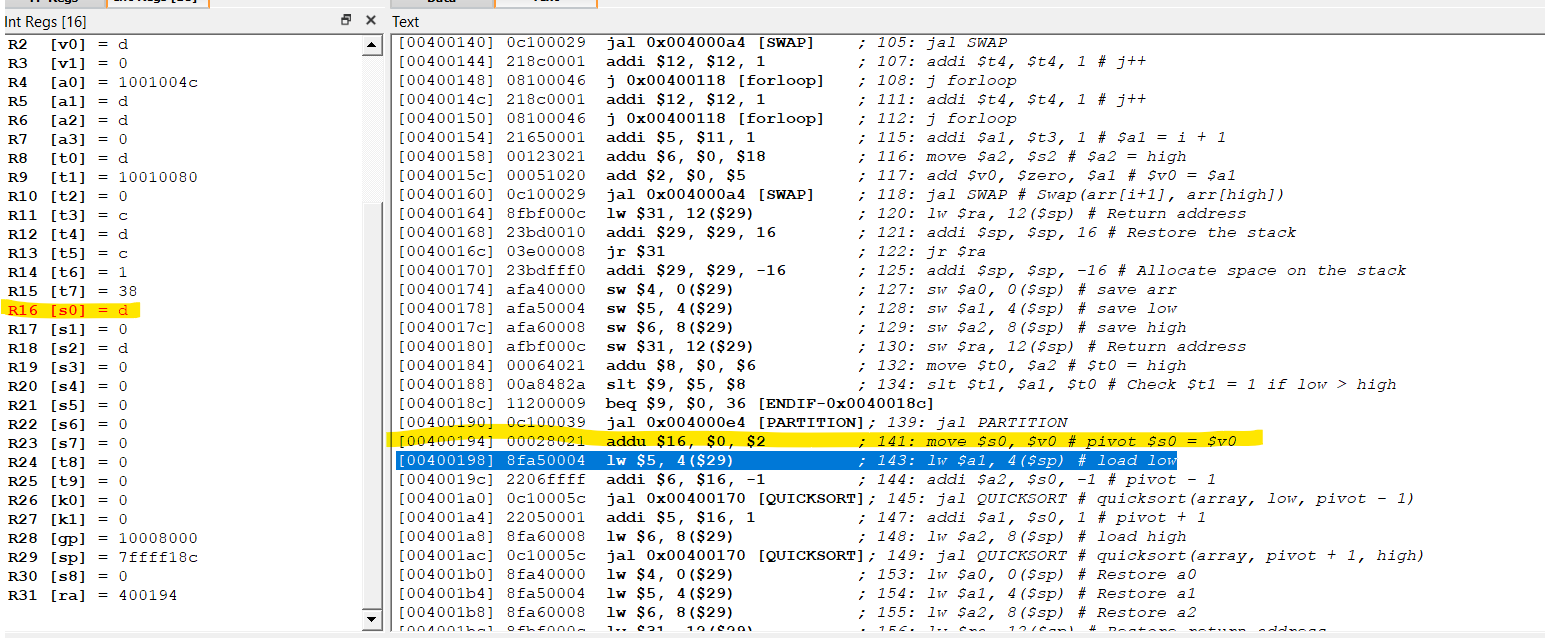 Int Regs [16]
R2 [v0] = d
R3 [v1] = 0
R4 [a0] = 1001004c
R5 [a1] = d
R6 [a2] = d
R7 [a3] = 0
R8 [t0] = d
R9 [t1] = 10010080
R10 [t2] = 0
R11 [t3] = c
R12 [t4] = d
R13 [t5] = c
R14 [t6] = 1
R15 [t7] = 38
R16 [s0] = d
R17 [s1] = 0
R18 [s2] = d
R19 [s3] = 0
R20 [s4] = 0
R21 [s5] = 0
R22 [s6] = 0
R23 [s7] = 0
R24 [t8] = 0
R25 [t9] = 0
R26 [k0] = 0
R27 [k1] = 0
R28 [gp] = 10008000
R29 [sp] = 7ffff18c
R30 [s8] = 0
R31 [ra] = 400194
Text
[00400140] 0c100029 jal 0x004000a4 [SWAP] ; 105: jal SWAP
[00400144] 218c0001 addi $12, $12, 1 ; 107: addi $t4, $t4, 1 # j++
[00400148] 08100046 j 0x00400118 [forloop] ; 108: j forloop
[0040014c] 218c0001 addi $12, $12, 1 ; 111: addi $t4, $t4, 1 # j++
[00400150] 08100046 j 0x00400118 [forloop] ; 112: j forloop
[00400154] 21650001 addi $5, $11, 1 ; 115: addi $a1, $t3, 1 # $a1 = i + 1
[00400158] 00123021 addu $6, $0, $18 ; 116: move $a2, $s2 # $a2 = high
[0040015c] 00051020 add $2, $0, $5 ; 117: add $v0, $zero, $a1 # $v0 = $a1
[00400160] 0c100029 jal 0x004000a4 [SWAP] ; 118: jal SWAP # Swap(arr[i+1], arr[high])
[00400164] 8fbf000c lw $31, 12($29) ; 120: lw $ra, 12($sp) # Return address
[00400168] 23bd0010 addi $29, $29, 16 ; 121: addi $sp, $sp, 16 # Restore the stack
[0040016c] 03e00008 jr $31 ; 122: jr $ra
[00400170] 23bdfff0 addi $29, $29, -16 ; 125: addi $sp, $sp, -16 # Allocate space on the stack
[00400174] afa40000 sw $4, 0($29) ; 127: sw $a0, 0($sp) # save arr
[00400178] afa50004 sw $5, 4($29) ; 128: sw $a1, 4($sp) # save low
[0040017c] afa60008 sw $6, 8($29) ; 129: sw $a2, 8($sp) # save high
[00400180] afbf000c sw $31, 12($29) ; 130: sw $ra, 12($sp) # Return address
[00400184] 00064021 addu $8, $0, $6 ; 132: move $t0, $a2 # $t0 = high
[00400188] 00a8482a slt $9, $5, $8 ; 134: slt $t1, $a1, $t0 # Check $t1 = 1 if low > high
[0040018c] 11200009 beq $9, $0, 36 [ENDIF-0x0040018c]
[00400190] 0c100039 jal 0x004000e4 [PARTITION]; 139: jal PARTITION
[00400194] 00028021 addu $16, $0, $2 ; 141: move $s0, $v0 # pivot $s0 = $v0
[00400198] 8fa50004 lw $5, 4($29) ; 143: lw $a1, 4($sp) # load low
[0040019c] 2206ffff addi $6, $16, -1 ; 144: addi $a2, $s0, -1 # pivot - 1
[004001a0] 0c10005c jal 0x00400170 [QUICKSORT]; 145: jal QUICKSORT # quicksort(array, low, pivot - 1)
[004001a4] 22050001 addi $5, $16, 1 ; 147: addi $a1, $s0, 1 # pivot + 1
[004001a8] 8fa60008 lw $6, 8($29) ; 148: lw $a2, 8($sp) # load high
[004001ac] 0c10005c jal 0x00400170 [QUICKSORT]; 149: jal QUICKSORT # quicksort(array, pivot + 1, high)
[004001b0] 8fa40000 lw $4, 0($29) ; 153: lw $a0, 0($sp) # Restore a0
[004001b4] 8fa50004 lw $5, 4($29) ; 154: lw $a1, 4($sp) # Restore a1
[004001b8] 8fa60008 lw $6, 8($29) ; 155: lw $a2, 8($sp) # Restore a2